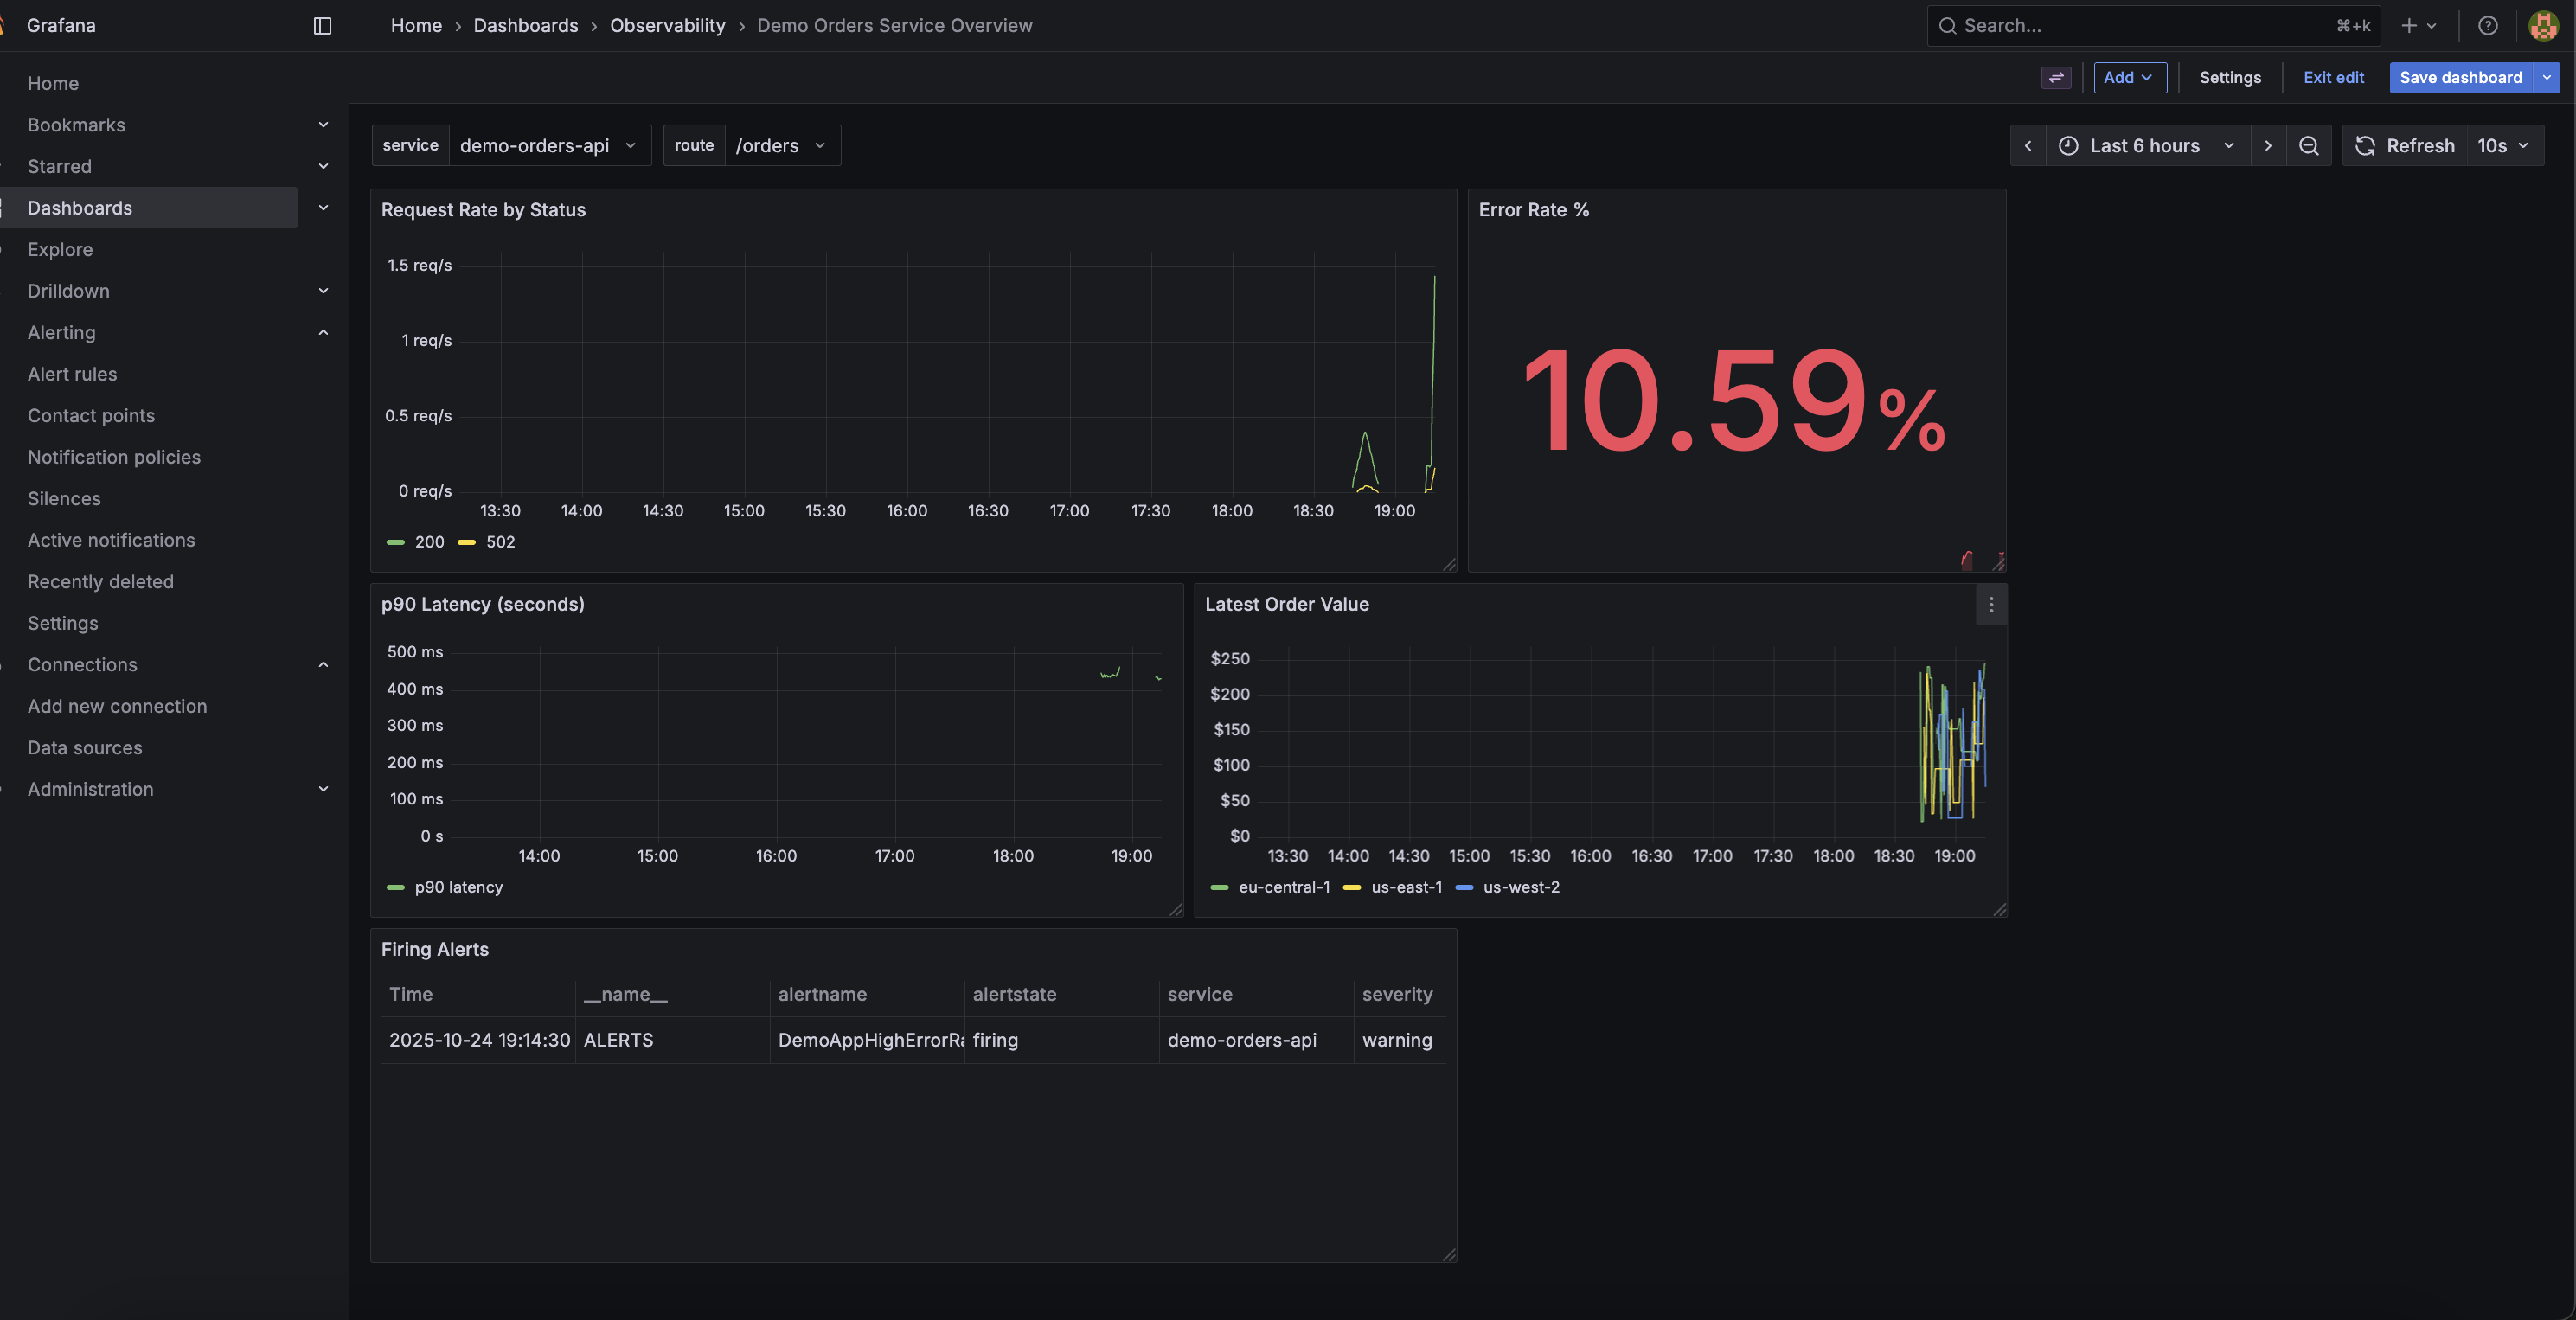 Grafana
Home › Dashboards › Observability › Demo Orders Service Overview
Search... ⌘+k
Add Settings Exit edit Save dashboard
Home
Bookmarks
Starred
Dashboards
Explore
Drilldown
Alerting
Alert rules
Contact points
Notification policies
Silences
Active notifications
Recently deleted
Settings
Connections
Add new connection
Data sources
Administration
service demo-orders-api route /orders
Last 6 hours Refresh 10s
Request Rate by Status
1.5 req/s
1 req/s
0.5 req/s
0 req/s
13:30 14:00 14:30 15:00 15:30 16:00 16:30 17:00 17:30 18:00 18:30 19:00
200 502
Error Rate %
10.59%
p90 Latency (seconds)
500 ms
400 ms
300 ms
200 ms
100 ms
0 s
14:00 15:00 16:00 17:00 18:00 19:00
p90 latency
Latest Order Value
$250
$200
$150
$100
$50
$0
13:30 14:00 14:30 15:00 15:30 16:00 16:30 17:00 17:30 18:00 18:30 19:00
eu-central-1 us-east-1 us-west-2
Firing Alerts
Time __name__ alertname alertstate service severity
2025-10-24 19:14:30 ALERTS DemoAppHighErrorRa firing demo-orders-api warning